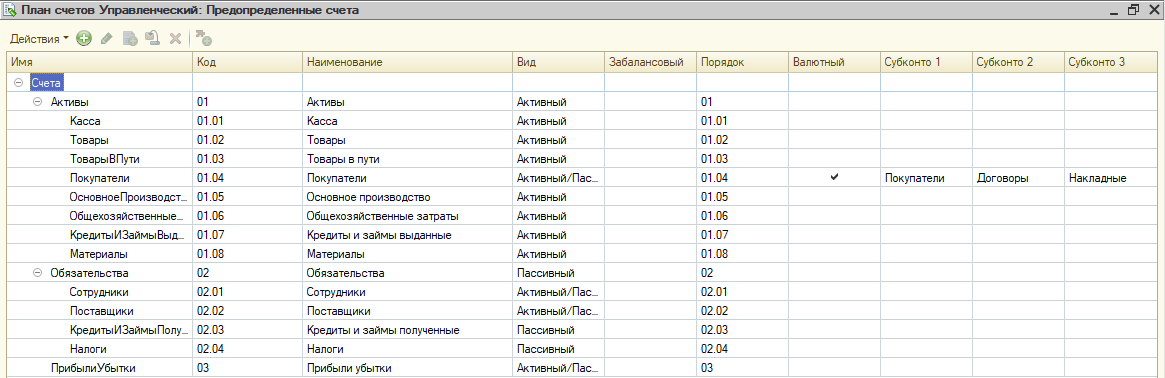 План счетов Управленческий: Предопределенные счета
Действия
Имя Код Наименование Вид Забалансовый Порядок Валютный Субконто 1 Субконто 2 Субконто 3
Счета
Активы 01 Активы Активный 01
Касса 01.01 Касса Активный 01.01
Товары 01.02 Товары Активный 01.02
ТоварыВПути 01.03 Товары в пути Активный 01.03
Покупатели 01.04 Покупатели Активный/Пас... 01.04 Покупатели Договоры Накладные
ОсновноеПроизводст... 01.05 Основное производство Активный 01.05
Общехозяйственные... 01.06 Общехозяйственные затраты Активный 01.06
КредитыИЗаймыВыд... 01.07 Кредиты и займы выданные Активный 01.07
Материалы 01.08 Материалы Активный 01.08
Обязательства 02 Обязательства Пассивный 02
Сотрудники 02.01 Сотрудники Активный/Пас... 02.01
Поставщики 02.02 Поставщики Активный/Пас... 02.02
КредитыИЗаймыПолу... 02.03 Кредиты и займы полученные Пассивный 02.03
Налоги 02.04 Налоги Пассивный 02.04
ПрибылиУбытки 03 Прибыли убытки Активный/Пас... 03